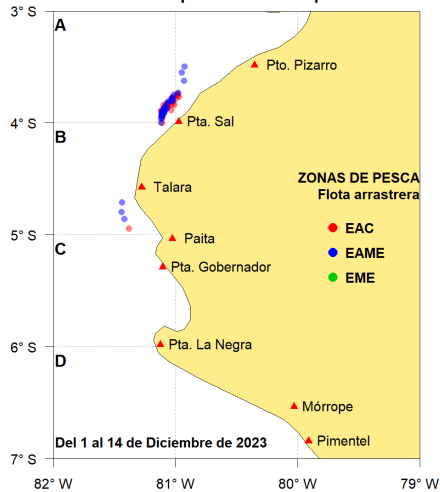 3° S
A
Pto. Pizarro
4° S
Pta. Sal
B
ZONAS DE PESCA
Talara
Flota arrastrera
EAC
5° S
Paita
C
EAME
Pta. Gobernador
EME
6° S
Pta. La Negra
D
Mórrope
Del 1 al 14 de Diciembre de 2023
Pimentel
7° S
82° W
81° W
80° W
79° W